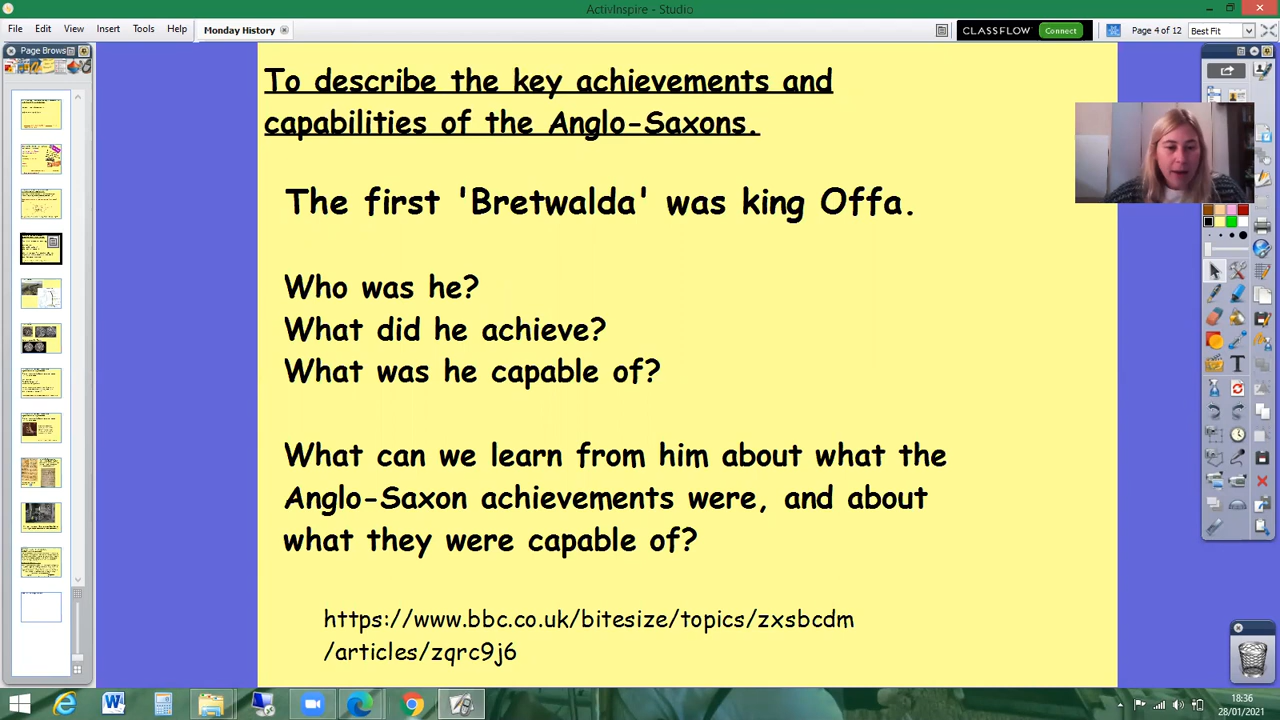 ActivInspire - Studio
File Edit View Insert Tools Help Monday History
CLASSFLOW Connect Page 4 of 12 Best Fit
Page Brows
To describe the key achievements and
capabilities of the Anglo-Saxons.
The first 'Bretwalda' was king Offa.
Who was he?
What did he achieve?
What was he capable of?
What can we learn from him about what the
Anglo-Saxon achievements were, and about
what they were capable of?
https://www.bbc.co.uk/bitesize/topics/zxsbcdm
/articles/zqrc9j6
18:36
28/01/2021